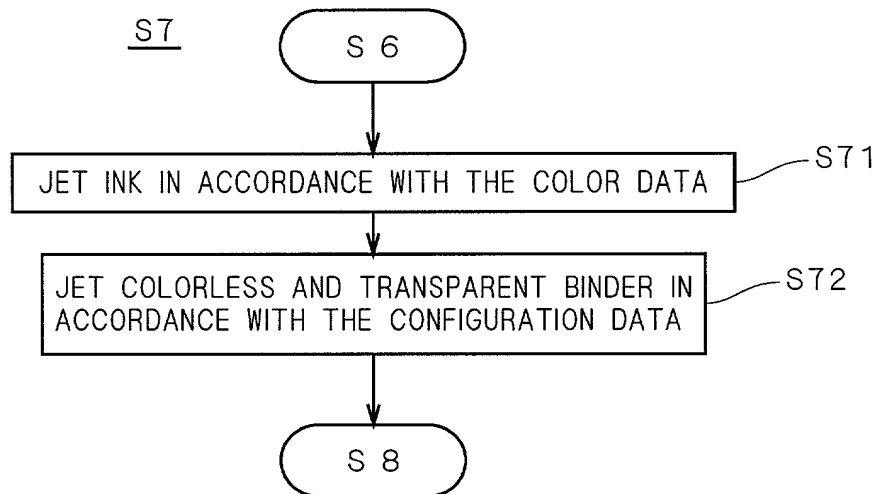 S7
S 6
JET INK IN ACCORDANCE WITH THE COLOR DATA
S71
JET COLORLESS AND TRANSPARENT BINDER IN
ACCORDANCE WITH THE CONFIGURATION DATA
S72
S 8